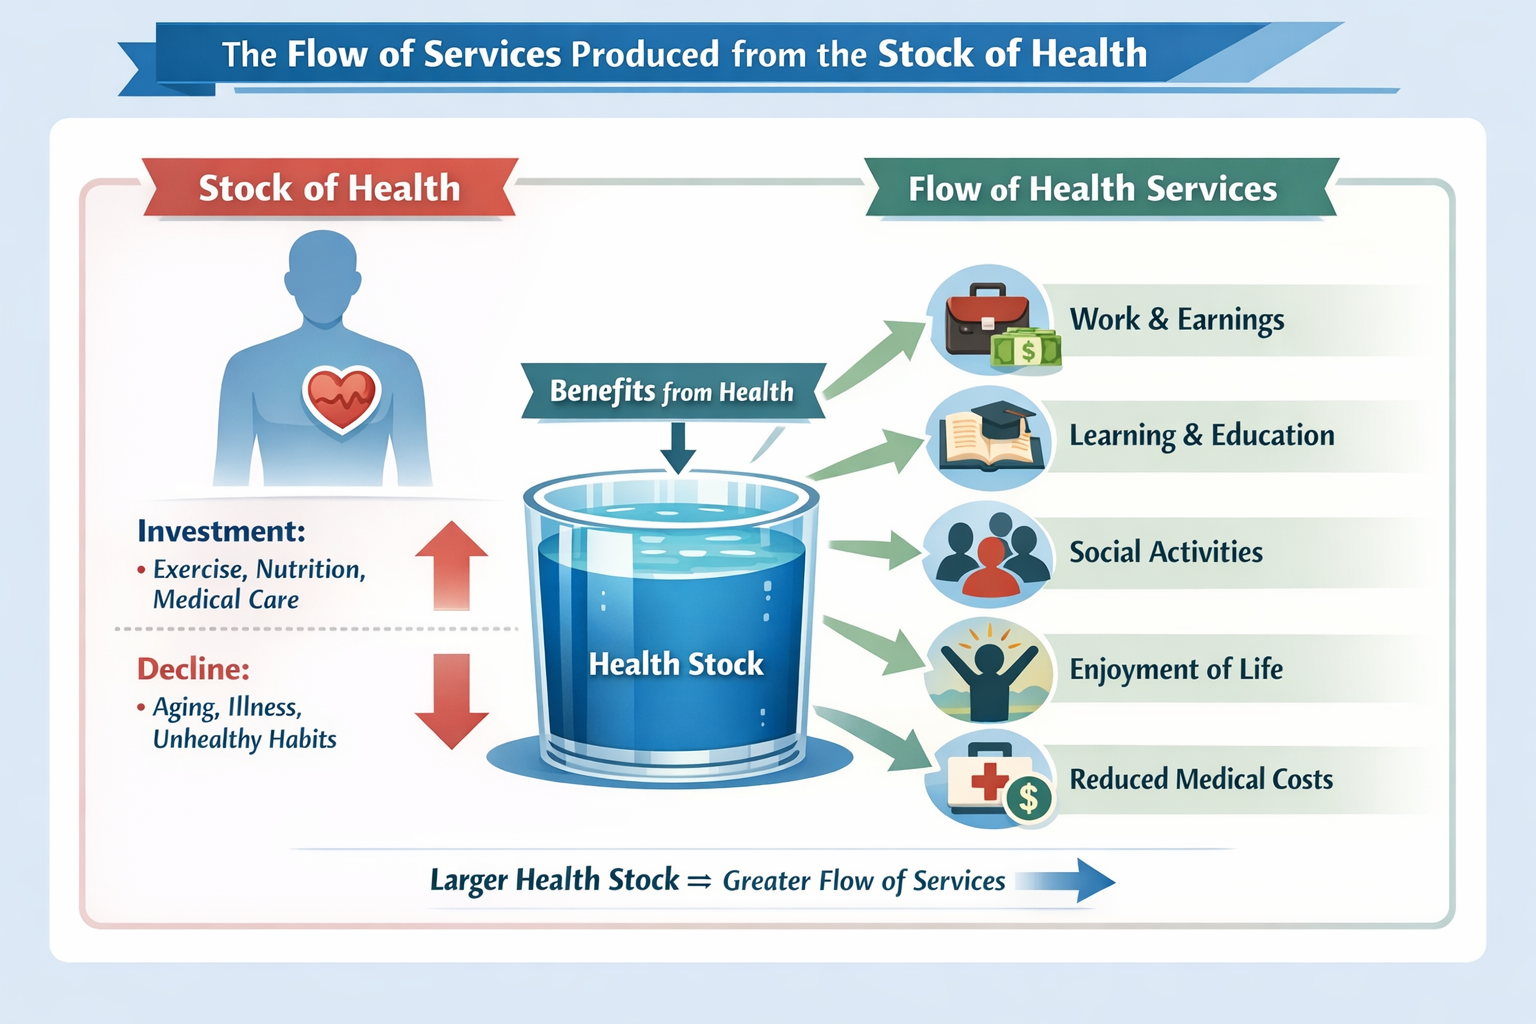 The Flow of Services Produced from the Stock of Health
Stock of Health
Flow of Health Services
Benefits from Health
Investment:
• Exercise, Nutrition,
Medical Care
Decline:
• Aging, Illness,
Unhealthy Habits
Health Stock
$
Work & Earnings
Learning & Education
Social Activities
Enjoyment of Life
$
Reduced Medical Costs
Larger Health Stock = Greater Flow of Services